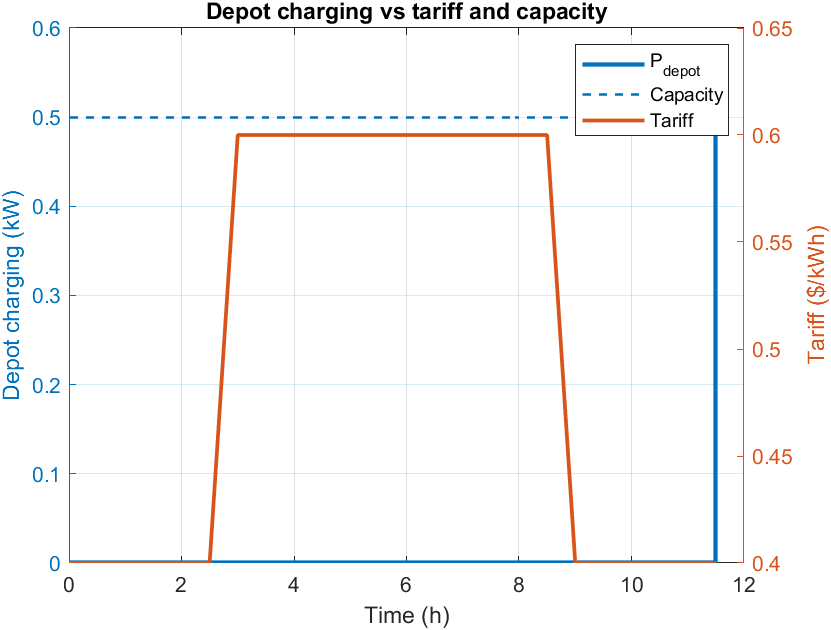 Depot charging vs tariff and capacity
0.6
0.5
0.4
0.3
0.2
0.1
0
Depot charging (kW)
P_depot
Capacity
Tariff
0.65
0.6
0.55
0.5
0.45
0.4
Tariff ($/kWh)
0 2 4 6 8 10 12
Time (h)